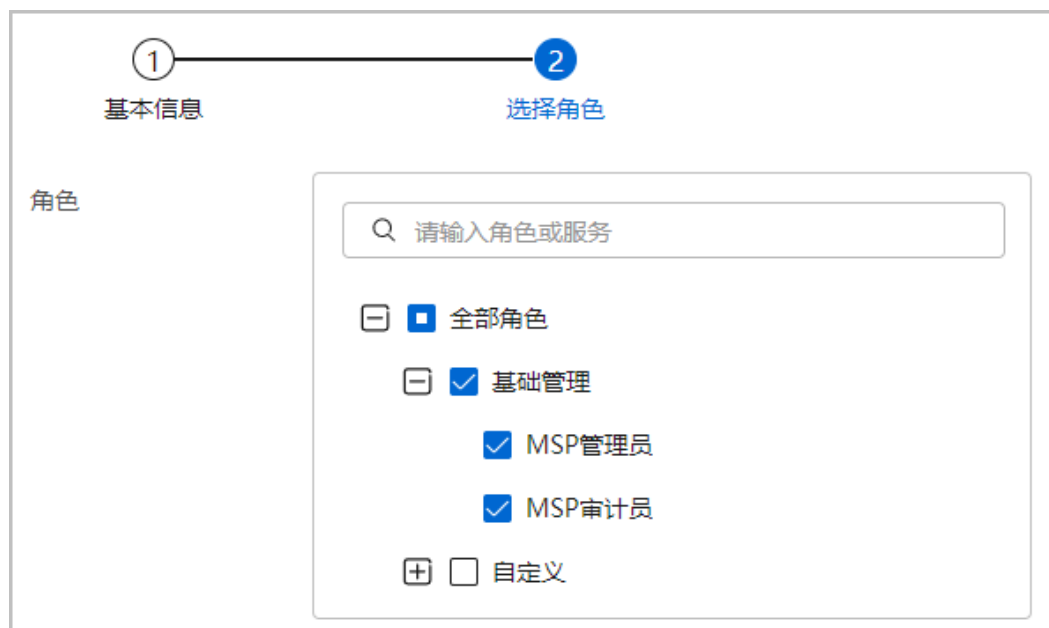 1
2
基本信息
选择角色
角色
请输入角色或服务
全部角色
基础管理
MSP管理员
MSP审计员
自定义